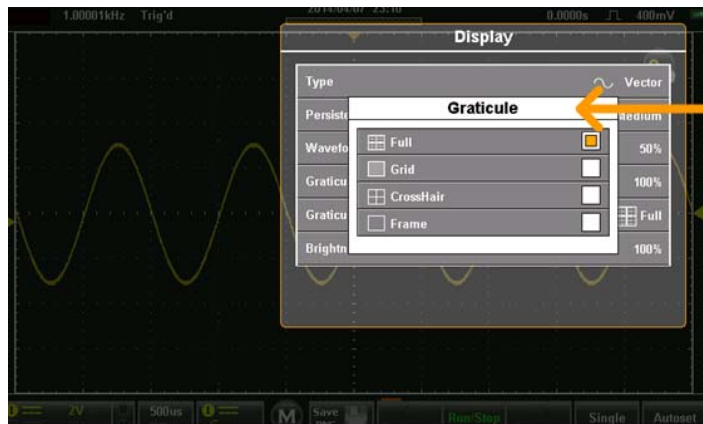 1.00001kHz Trig'd 2014/04/07 23:10 0.0000s 400mV
Display
Type Vector
Graticule
Persiste Medium
Full
Wavefo 50%
Grid
Graticu 100%
CrossHair
Graticu Full
Frame
Brightn 100%
2V 500us M Save Run/Stop Single Autoset